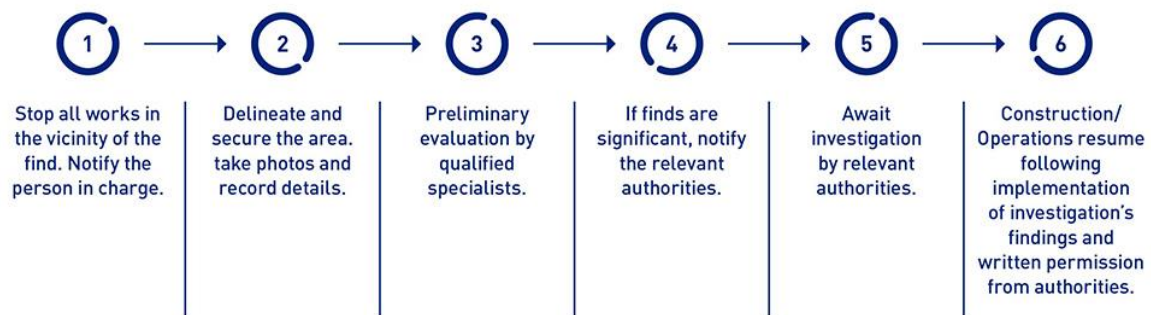 1
2
3
4
5
6
Stop all works in
the vicinity of the
find. Notify the
person in charge.
Delineate and
secure the area.
take photos and
record details.
Preliminary
evaluation by
qualified
specialists.
If finds are
significant, notify
the relevant
authorities.
Await
investigation
by relevant
authorities.
Construction/
Operations resume
following
implementation
of investigation's
findings and
written permission
from authorities.